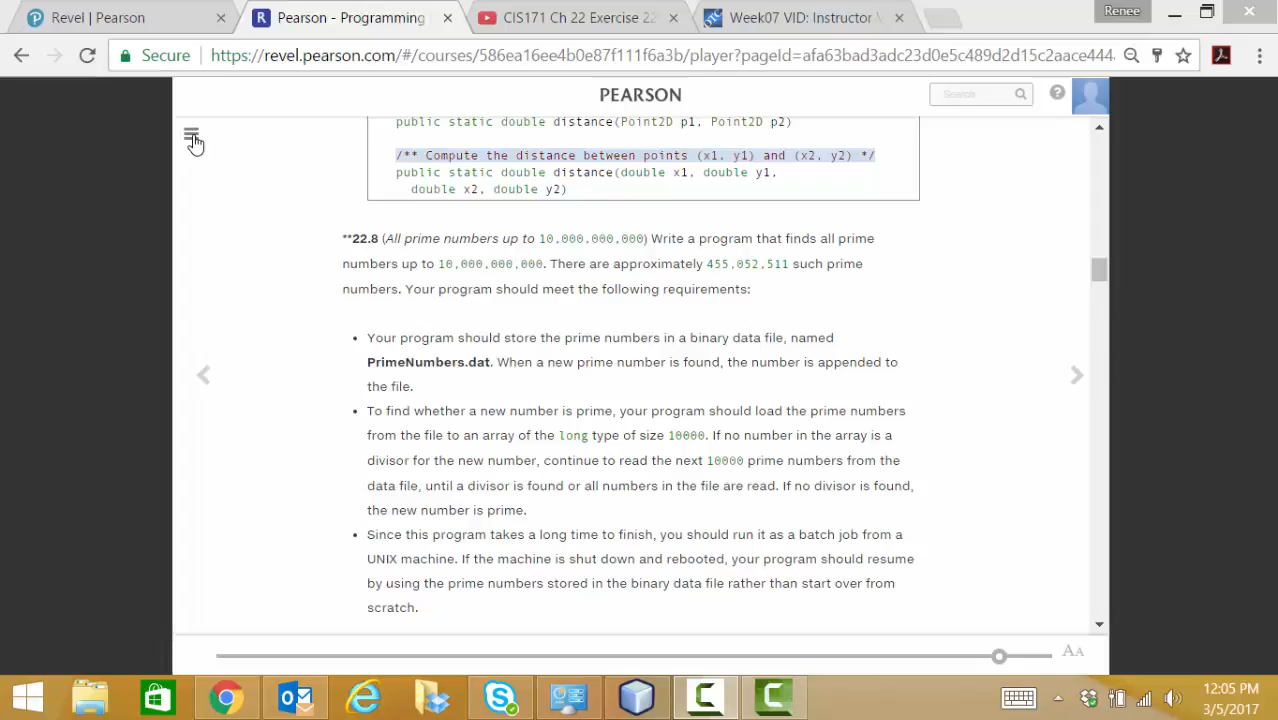 Revel | Pearson
Pearson - Programming
CIS171 Ch 22 Exercise 22
Week07 VID: Instructor V
Renee
Secure
https://revel.pearson.com/#/courses/586ea16ee4b0e87f111f6a3b/player?pageId=afa63bad3adc23d0e5c489d2d15c2aace444
PEARSON
Search
public static double distance(Point2D p1, Point2D p2)
/** Compute the distance between points (x1, y1) and (x2, y2) */
public static double distance(double x1, double y1,
double x2, double y2)
**22.8 (All prime numbers up to 10,000,000,000) Write a program that finds all prime
numbers up to 10,000,000,000. There are approximately 455,052,511 such prime
numbers. Your program should meet the following requirements:
• Your program should store the prime numbers in a binary data file, named
PrimeNumbers.dat. When a new prime number is found, the number is appended to
the file.
• To find whether a new number is prime, your program should load the prime numbers
from the file to an array of the long type of size 10000. If no number in the array is a
divisor for the new number, continue to read the next 10000 prime numbers from the
data file, until a divisor is found or all numbers in the file are read. If no divisor is found,
the new number is prime.
• Since this program takes a long time to finish, you should run it as a batch job from a
UNIX machine. If the machine is shut down and rebooted, your program should resume
by using the prime numbers stored in the binary data file rather than start over from
scratch.
AA
12:05 PM
3/5/2017